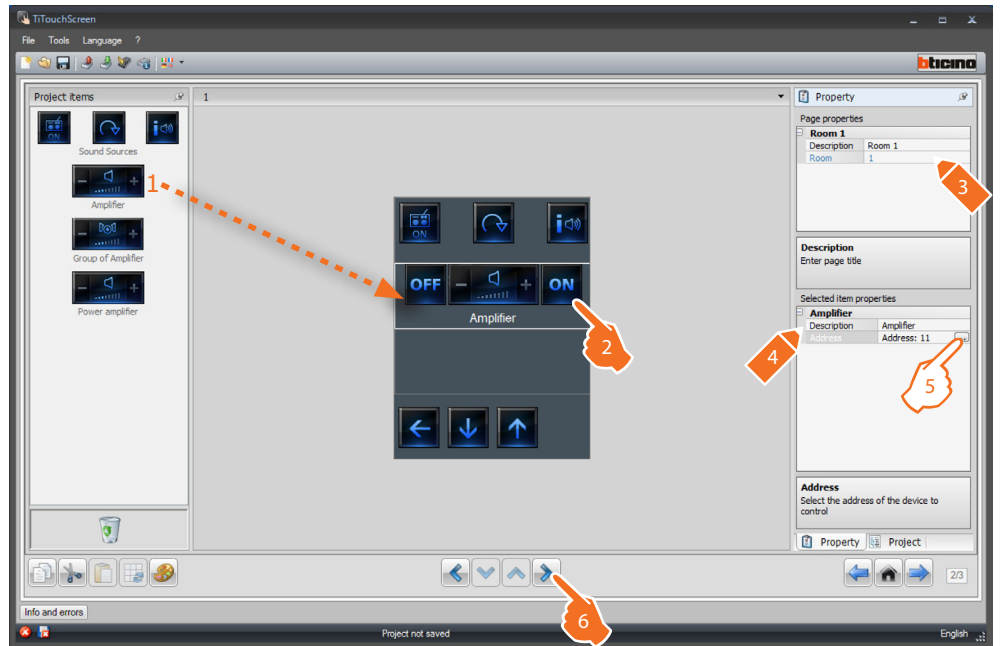 TiTouchScreen
File Tools Language ?
bticino
Project items
1
Property
ON
Sound Sources
Amplifier
Group of Amplifier
Power amplifier
1
ON
OFF
ON
Amplifier
2
Page properties
Room 1
Description Room 1
Room 1
3
Description
Enter page title
Selected item properties
Amplifier
Description Amplifier
Address Address: 11 ...
4
5
Address
Select the address of the device to
control
Property Project
2/3
6
Info and errors
Project not saved
English